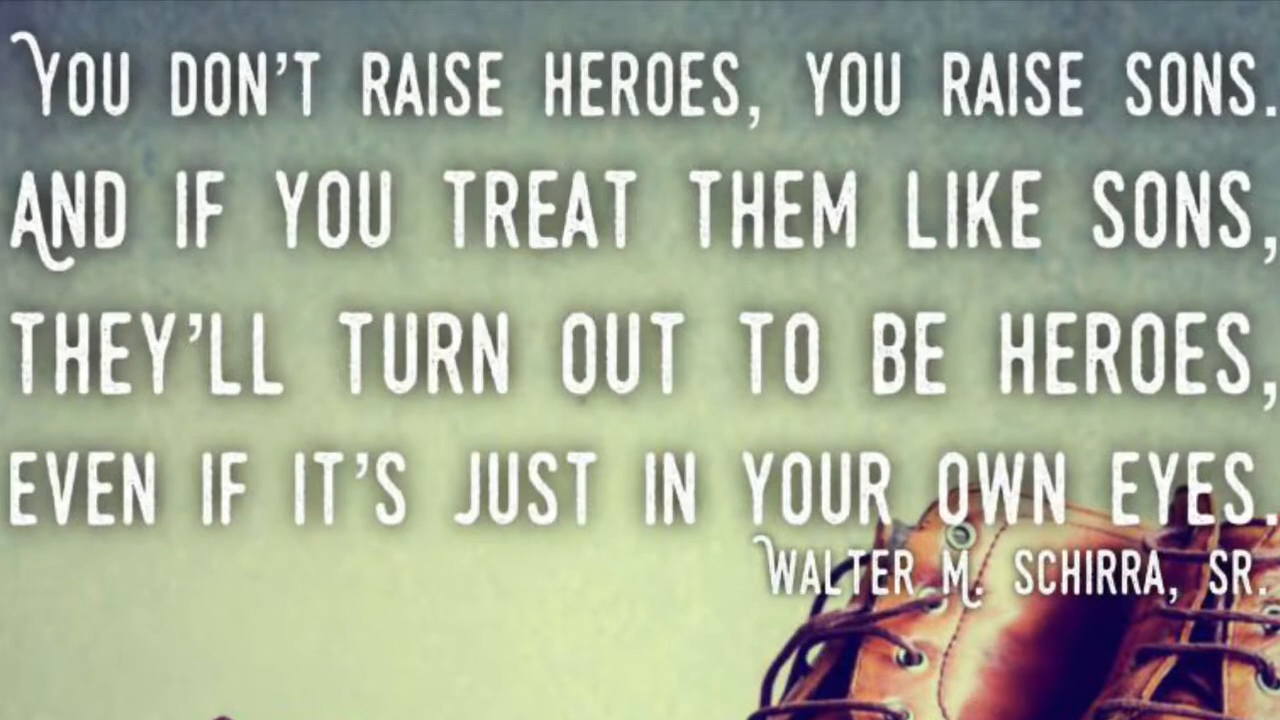 YOU DON'T RAISE HEROES, YOU RAISE SONS.
AND IF YOU TREAT THEM LIKE SONS,
THEY'LL TURN OUT TO BE HEROES,
EVEN IF IT'S JUST IN YOUR OWN EYES.
WALTER M. SCHIRRA, SR.